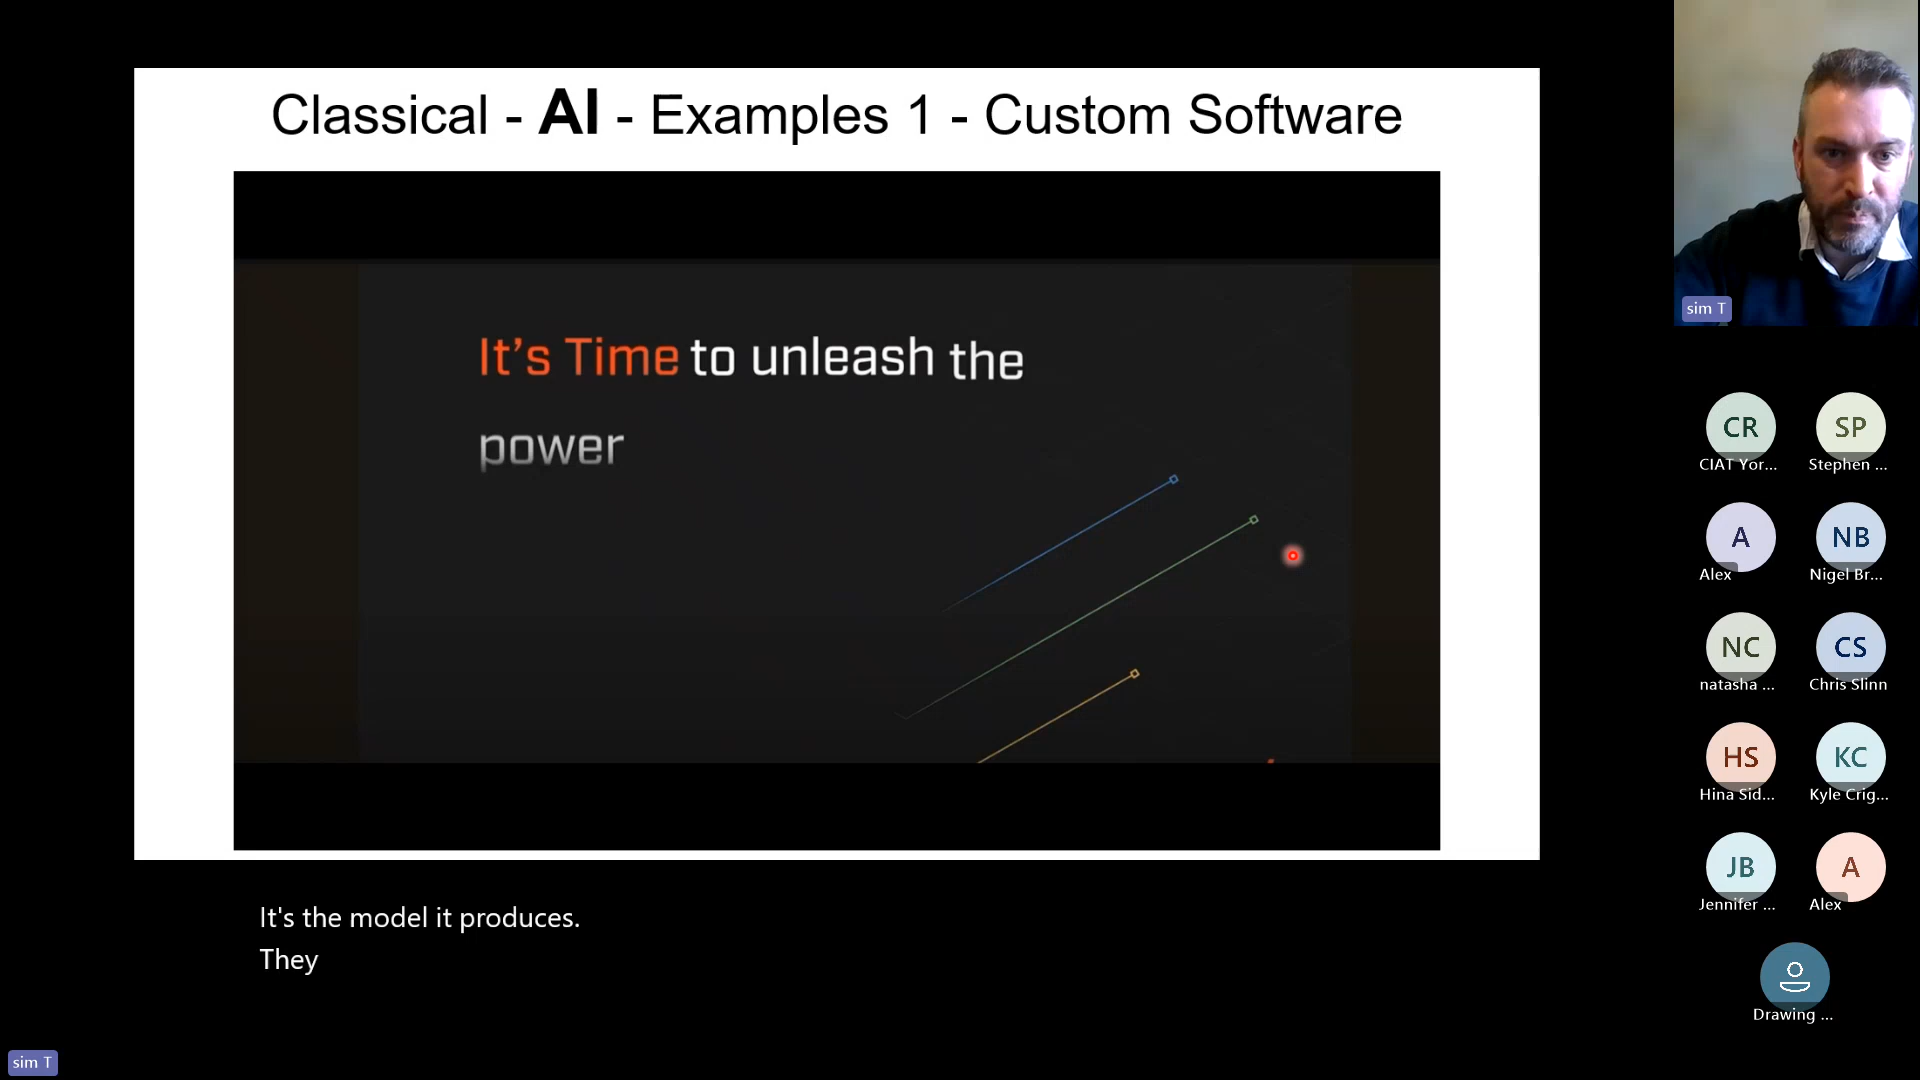 Classical - AI - Examples 1 - Custom Software
It's Time to unleash the
power
It's the model it produces.
They
sim T
sim T
CR
SP
CIAT Yor...
Stephen ...
A
NB
Alex
Nigel Br...
NC
CS
natasha ...
Chris Slinn
HS
KC
Hina Sid...
Kyle Crig...
JB
A
Jennifer ...
Alex
Drawing ...